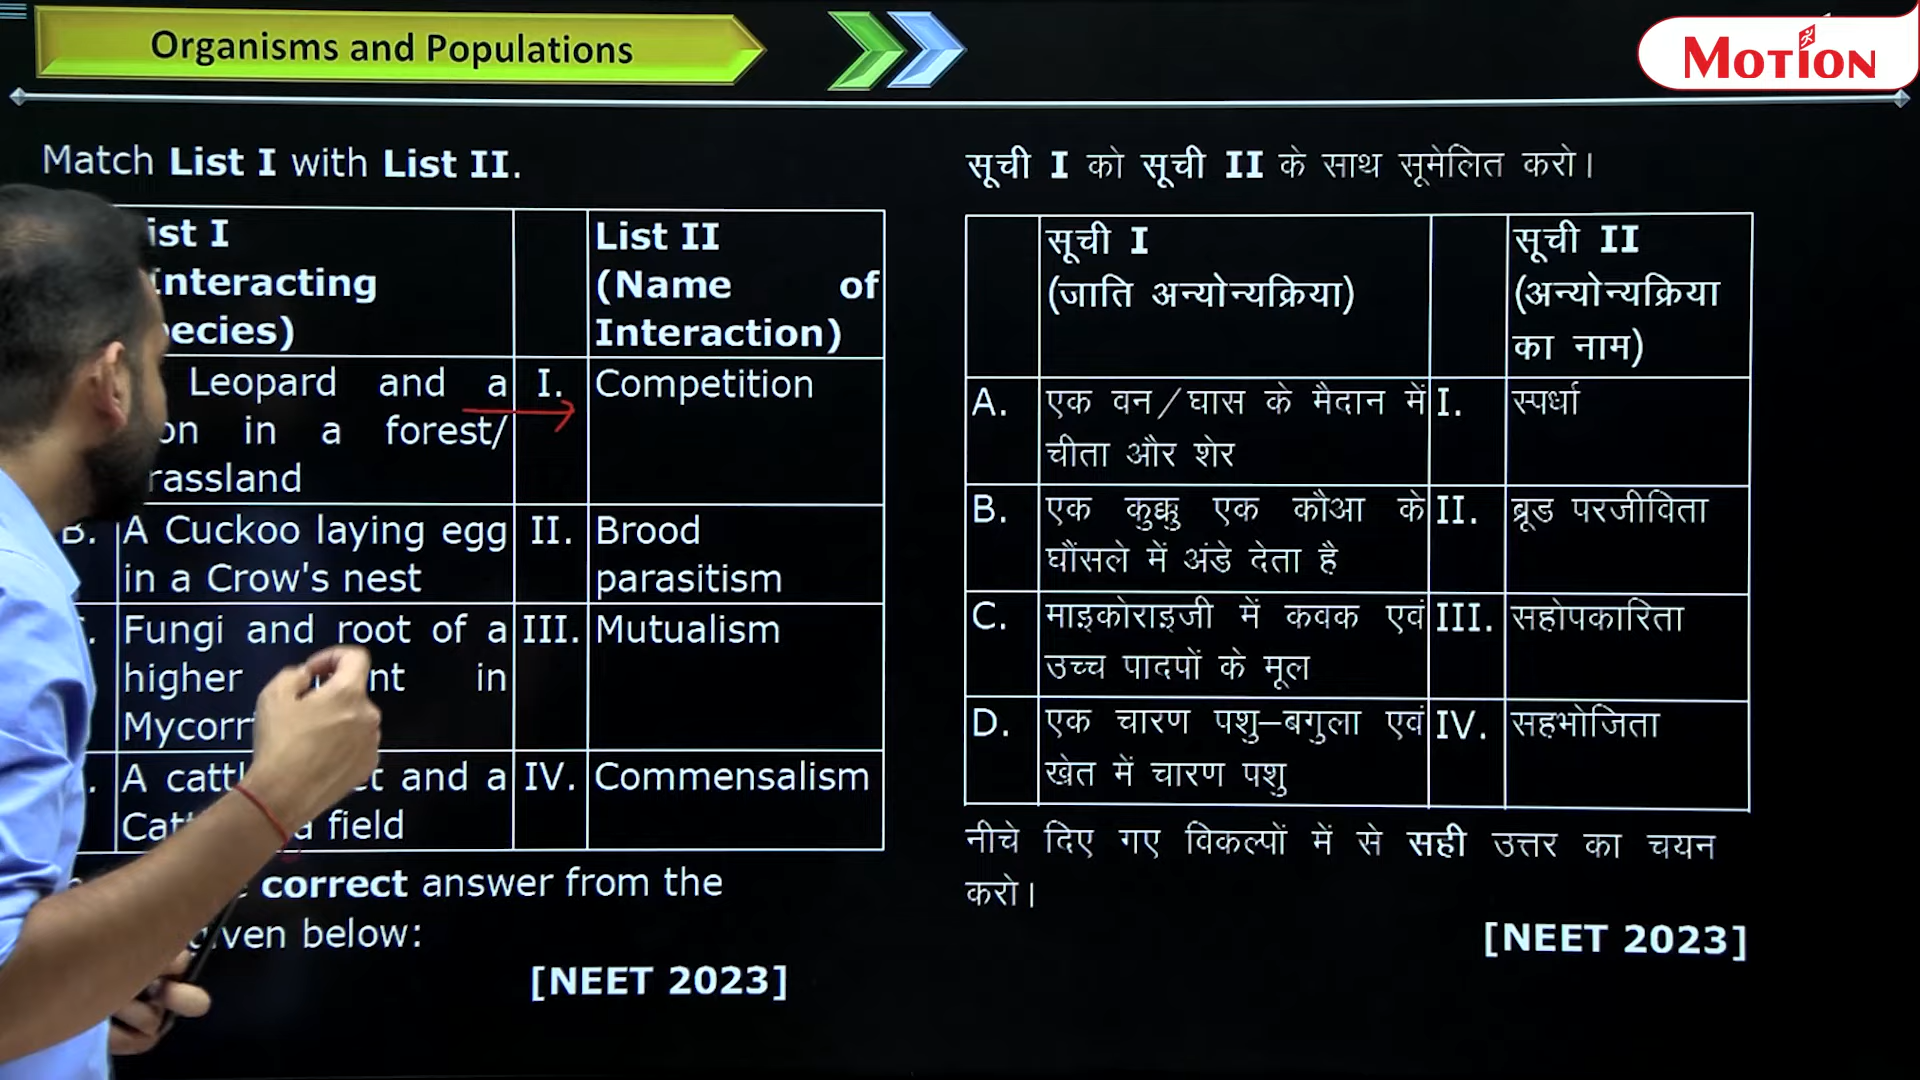 Organisms and Populations
MOTION
Match List I with List II.
ist I
Interacting
ecies)
List II
(Name of
Interaction)
Leopard and a
on in a forest/
rassland
I.
Competition
B.
A Cuckoo laying egg
in a Crow's nest
II.
Brood
parasitism
Fungi and root of a
higher in
Mycorr
III.
Mutualism
A catt and a
Catt a field
IV.
Commensalism
correct answer from the
given below:
[NEET 2023]
सूची I को सूची II के साथ सूमेलित करो।
सूची I
(जाति अन्योन्यक्रिया)
सूची II
(अन्योन्यक्रिया
का नाम)
A.
एक वन/घास के मैदान में
चीता और शेर
I.
स्पर्धा
B.
एक कुक्कु एक कौआ के
घौंसले में अंडे देता है
II.
ब्रूड परजीविता
C.
माइकोराइजी में कवक एवं
उच्च पादपों के मूल
III.
सहोपकारिता
D.
एक चारण पशु–बगुला एवं
खेत में चारण पशु
IV.
सहभोजिता
नीचे दिए गए विकल्पों में से सही उत्तर का चयन
करो।
[NEET 2023]